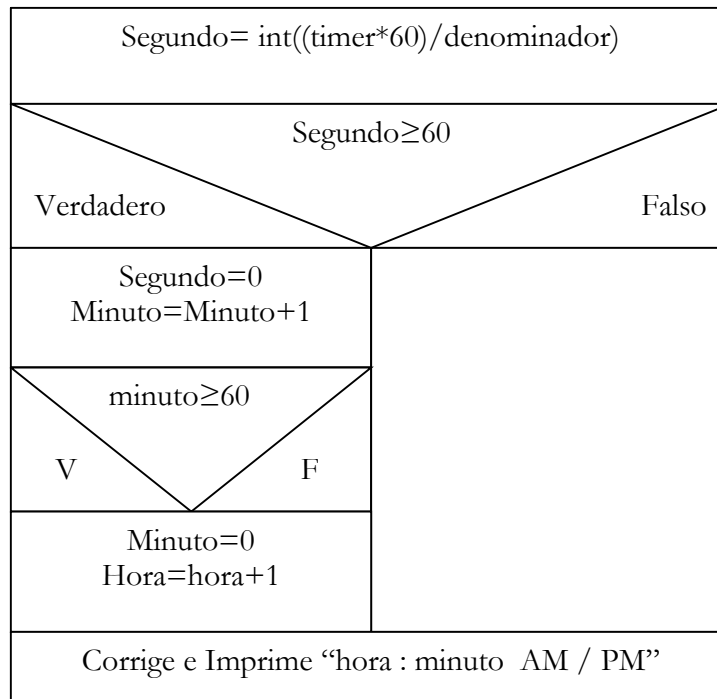 Segundo= int((timer*60)/denominador)
Segundo≥60
Verdadero
Falso
Segundo=0
Minuto=Minuto+1
minuto≥60
V
F
Minuto=0
Hora=hora+1
Corrige e Imprime “hora : minuto AM / PM”